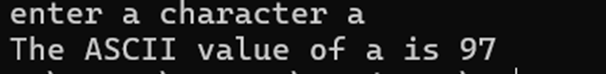 enter a character a
The ASCII value of a is 97